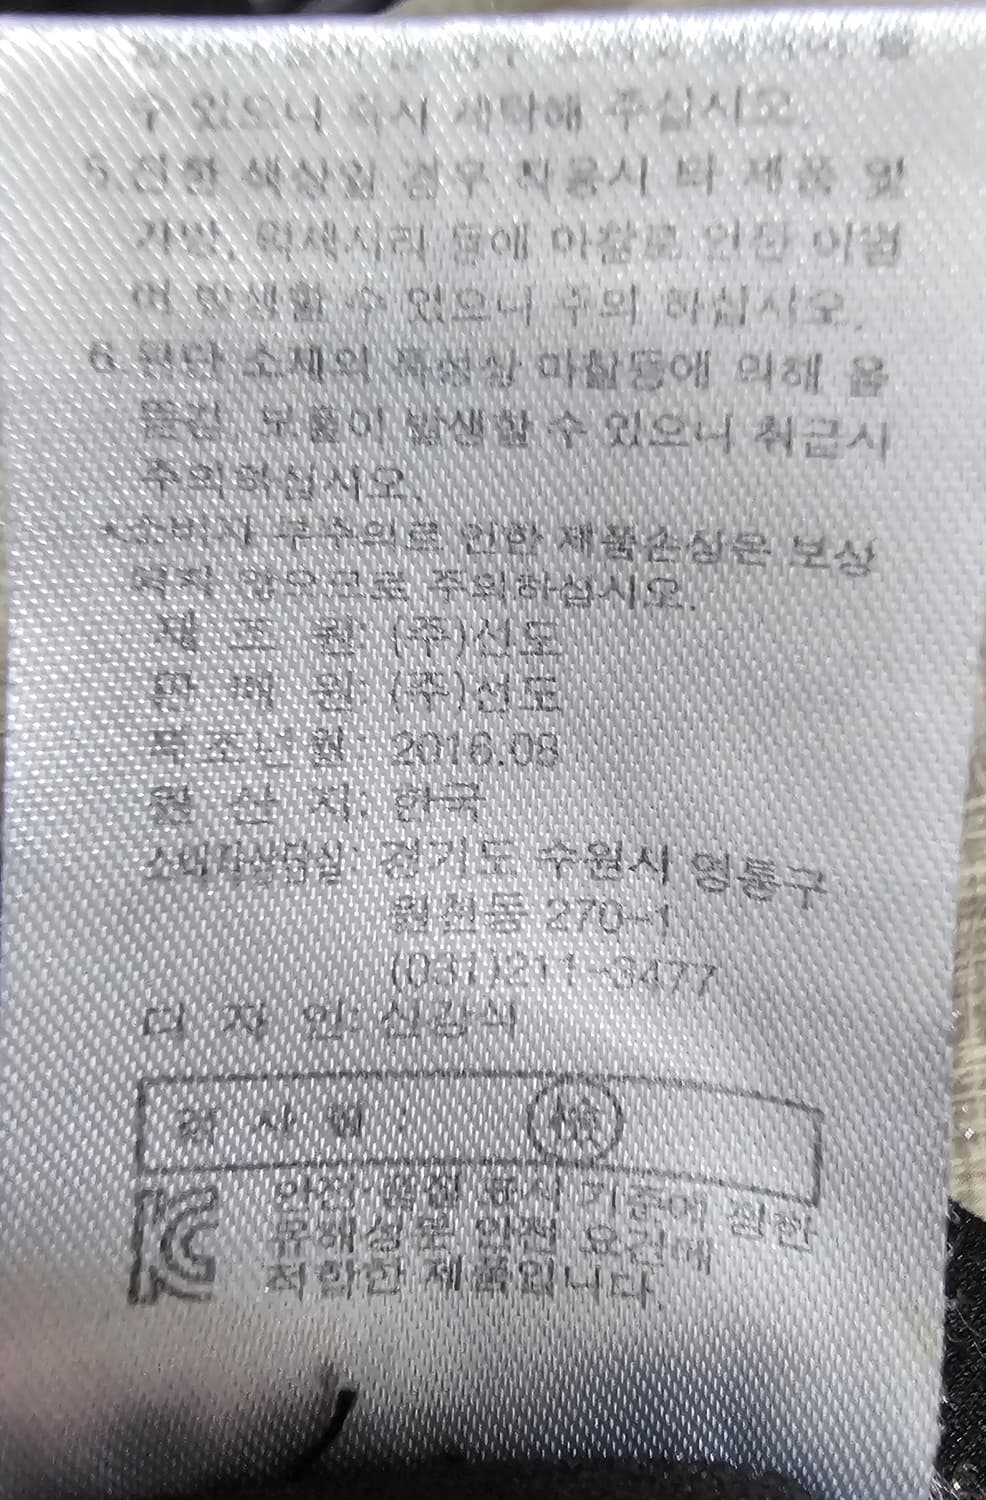 수 있으니 즉시 세탁해 주십시오.
5.진한 색상일 경우 착용시 타 제품 및
가방, 악세사리 등에 마찰로 인한 이염
이 발생할 수 있으니 주의 하십시오.
6.원단 소재의 특성상 마찰등에 의해 올
뜯김, 보풀이 발생할 수 있으니 취급시
주의하십시오.
*소비자 부주의로 인한 제품손상은 보상
되지 않으므로 주의하십시오.
제 조 원: (주)선도
판 매 원: (주)선도
제조년월: 2016.08
원 산 지: 한국
소비자상담실: 경기도 수원시 영통구
원천동 270-1
(031)211-3477
디 자 인: 신강식
검 사 필 : 檢
안전·품질 표시 기준에 의한
유해성분 안전 요건에
적합한 제품입니다.